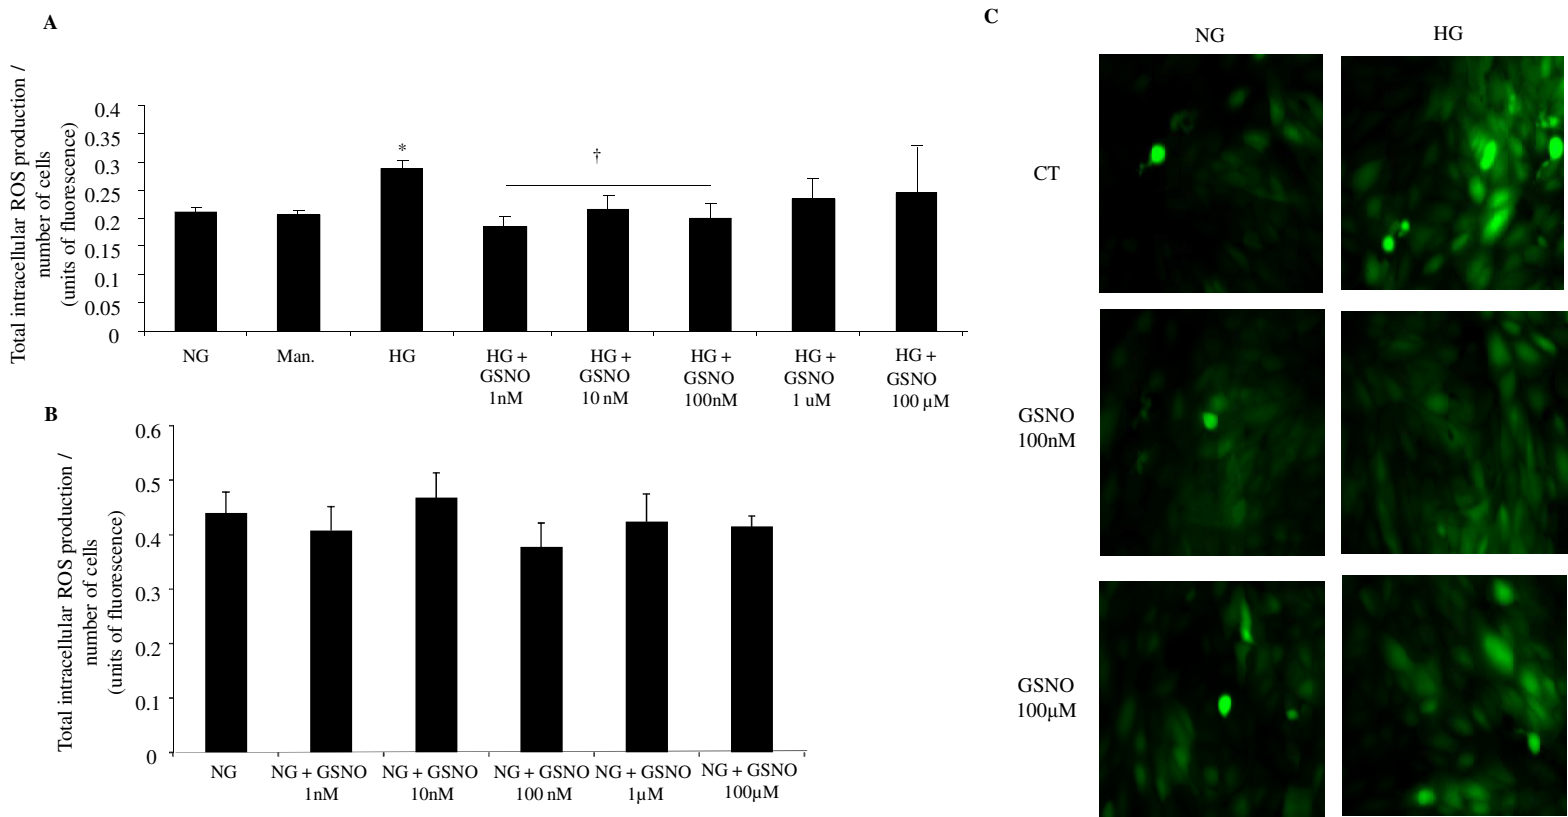 A
Total intracellular ROS production /
number of cells
(units of fluorescence)
0.4
0.35
0.3
0.25
0.2
0.15
0.1
0.05
0
*
†
NG
Man.
HG
HG +
GSNO
1nM
HG +
GSNO
10 nM
HG +
GSNO
100nM
HG +
GSNO
1 uM
HG +
GSNO
100 µM
B
Total intracellular ROS production /
number of cells
(units of fluorescence)
0.6
0.5
0.4
0.3
0.2
0.1
0
NG
NG + GSNO
1nM
NG + GSNO
10nM
NG + GSNO
100 nM
NG + GSNO
1µM
NG + GSNO
100µM
C
NG
HG
CT
GSNO
100nM
GSNO
100µM